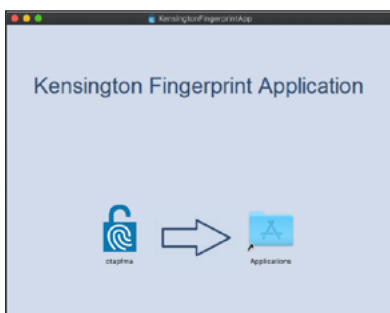 KensingtonFingerprintApp
Kensington Fingerprint Application
ctapfma
Applications